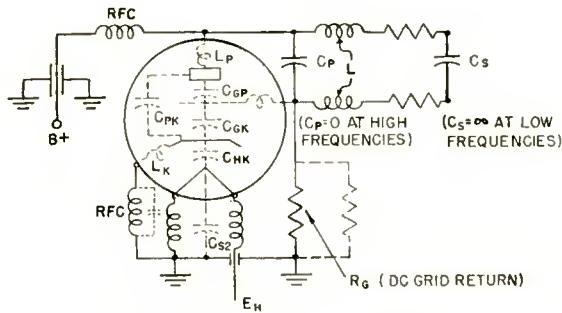 RFC
L_P
C_P
L
C_S
C_GP
C_PK
(C_P=0 AT HIGH
FREQUENCIES)
(C_S=∞ AT LOW
FREQUENCIES)
C_GK
B+
C_HK
L_K
RFC
C_S2
R_G (DC GRID RETURN)
E_H